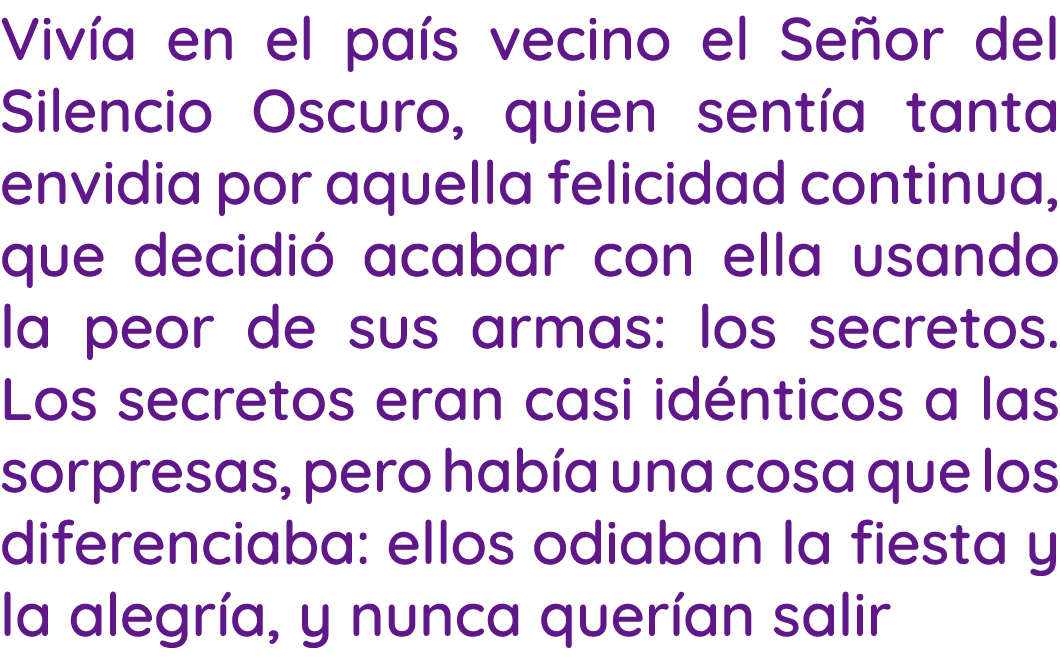 Vivía en el país vecino el Señor del
Silencio Oscuro, quien sentía tanta
envidia por aquella felicidad continua,
que decidió acabar con ella usando
la peor de sus armas: los secretos.
Los secretos eran casi idénticos a las
sorpresas, pero había una cosa que los
diferenciaba: ellos odiaban la fiesta y
la alegría, y nunca querían salir